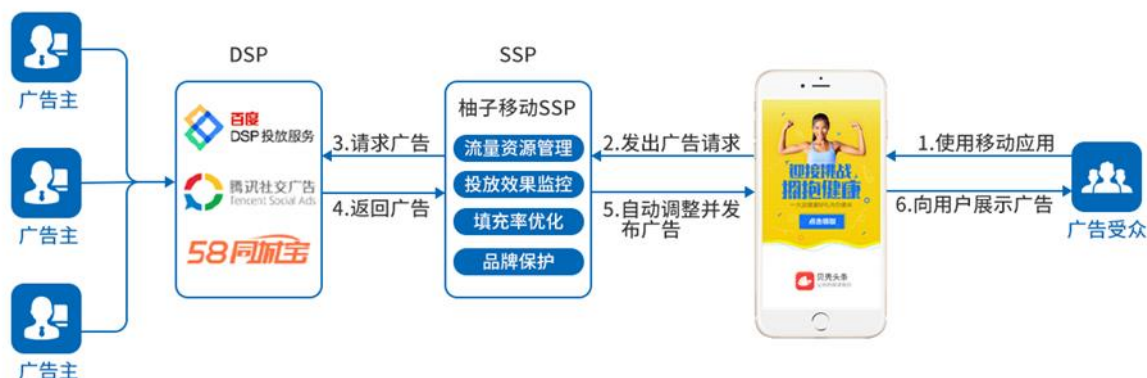 广告主
广告主
广告主
DSP
百度
DSP 投放服务
腾讯社交广告
Tencent Social Ads
58同城宝
3.请求广告
4.返回广告
SSP
柚子移动SSP
流量资源管理
投放效果监控
填充率优化
品牌保护
2.发出广告请求
5.自动调整并发
布广告
迎接挑战,
拥抱健康
点击领取
贝壳头条
1.使用移动应用
6.向用户展示广告
广告受众